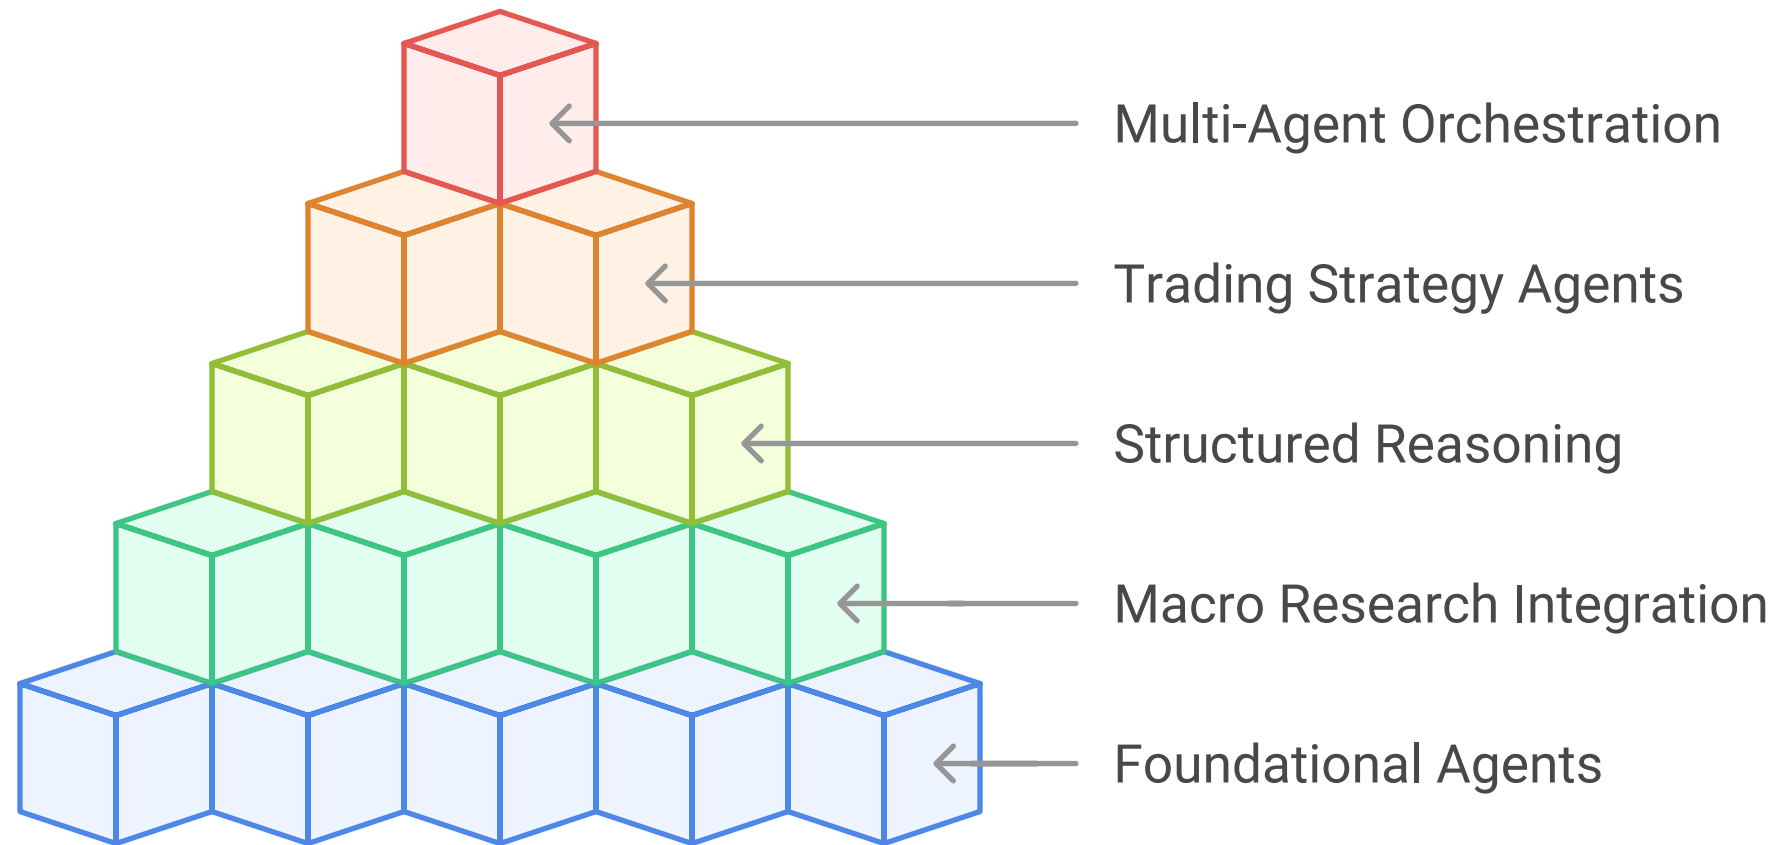 Multi-Agent Orchestration
Trading Strategy Agents
Structured Reasoning
Macro Research Integration
Foundational Agents